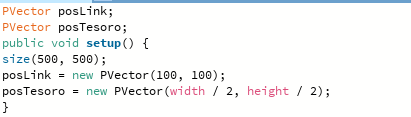 PVector posLink;
PVector posTesoro;
public void setup() {
size(500, 500);
posLink = new PVector(100, 100);
posTesoro = new PVector(width / 2, height / 2);
}